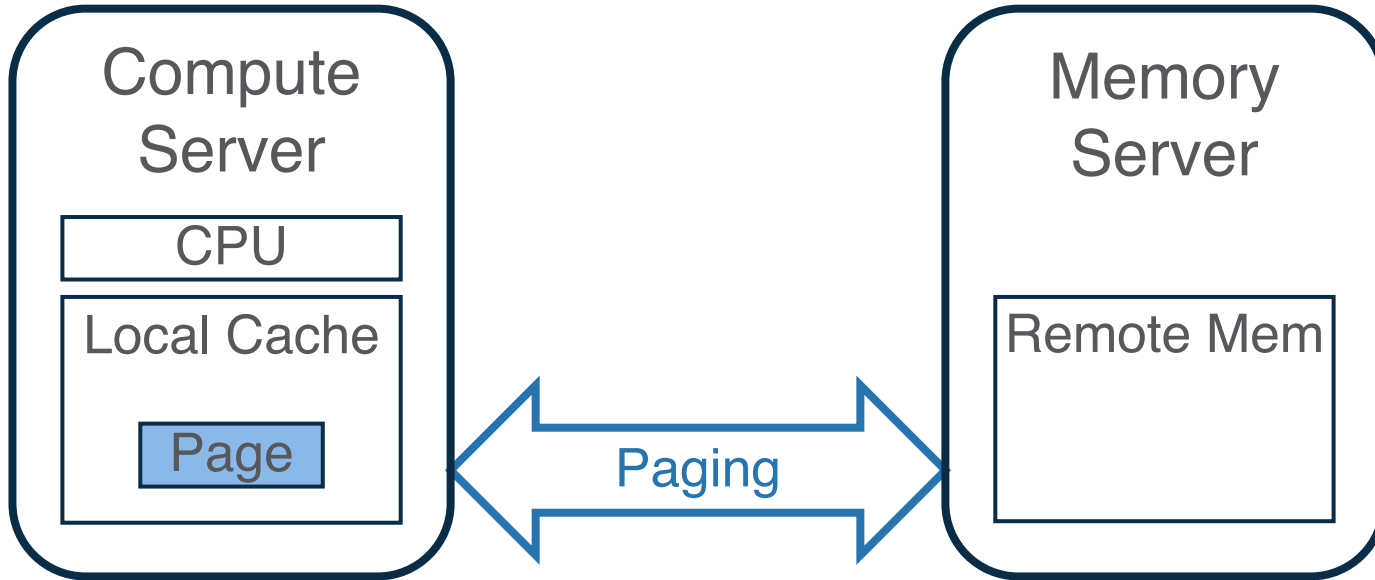 Compute
Server
CPU
Local Cache
Page
Paging
Memory
Server
Remote Mem